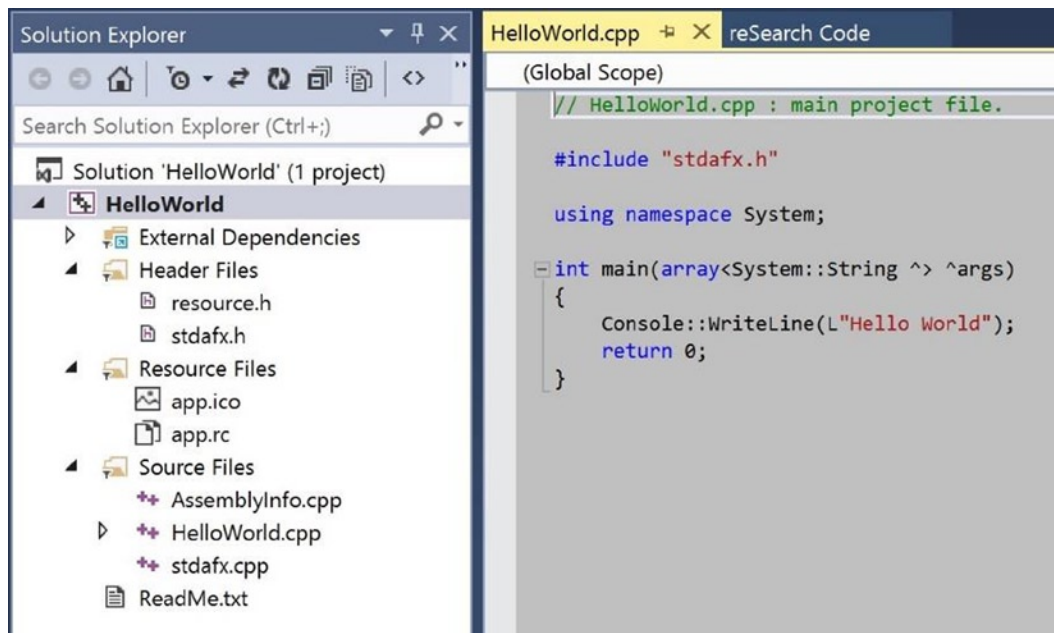 Solution Explorer
Search Solution Explorer (Ctrl+;)
Solution 'HelloWorld' (1 project)
HelloWorld
External Dependencies
Header Files
resource.h
stdafx.h
Resource Files
app.ico
app.rc
Source Files
AssemblyInfo.cpp
HelloWorld.cpp
stdafx.cpp
ReadMe.txt
HelloWorld.cpp reSearch Code
(Global Scope)
// HelloWorld.cpp : main project file.
#include "stdafx.h"
using namespace System;
int main(array<System::String ^> ^args)
{
Console::WriteLine(L"Hello World");
return 0;
}